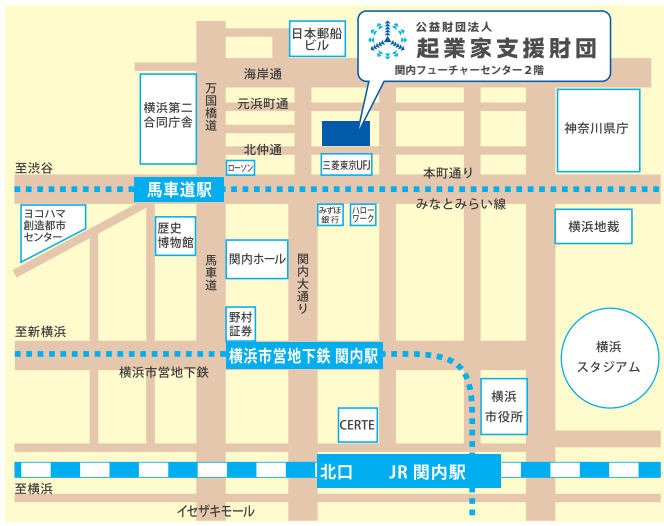 日本郵船
ビル
公益財団法人
起業家支援財団
関内フューチャーセンター2階
海岸通
万国橋道
横浜第二
合同庁舎
元浜町通
神奈川県庁
北仲通
至渋谷
ローソン
三菱東京UFJ
本町通り
馬車道駅
みなとみらい線
ヨコハマ
創造都市
センター
みずほ
銀行
ハロー
ワーク
歴史
博物館
横浜地裁
馬車道
関内ホール
関内大通り
野村
証券
至新横浜
横浜市営地下鉄 関内駅
横浜
スタジアム
横浜市営地下鉄
横浜
市役所
CERTE
北口 JR 関内駅
至横浜
イセザキモール